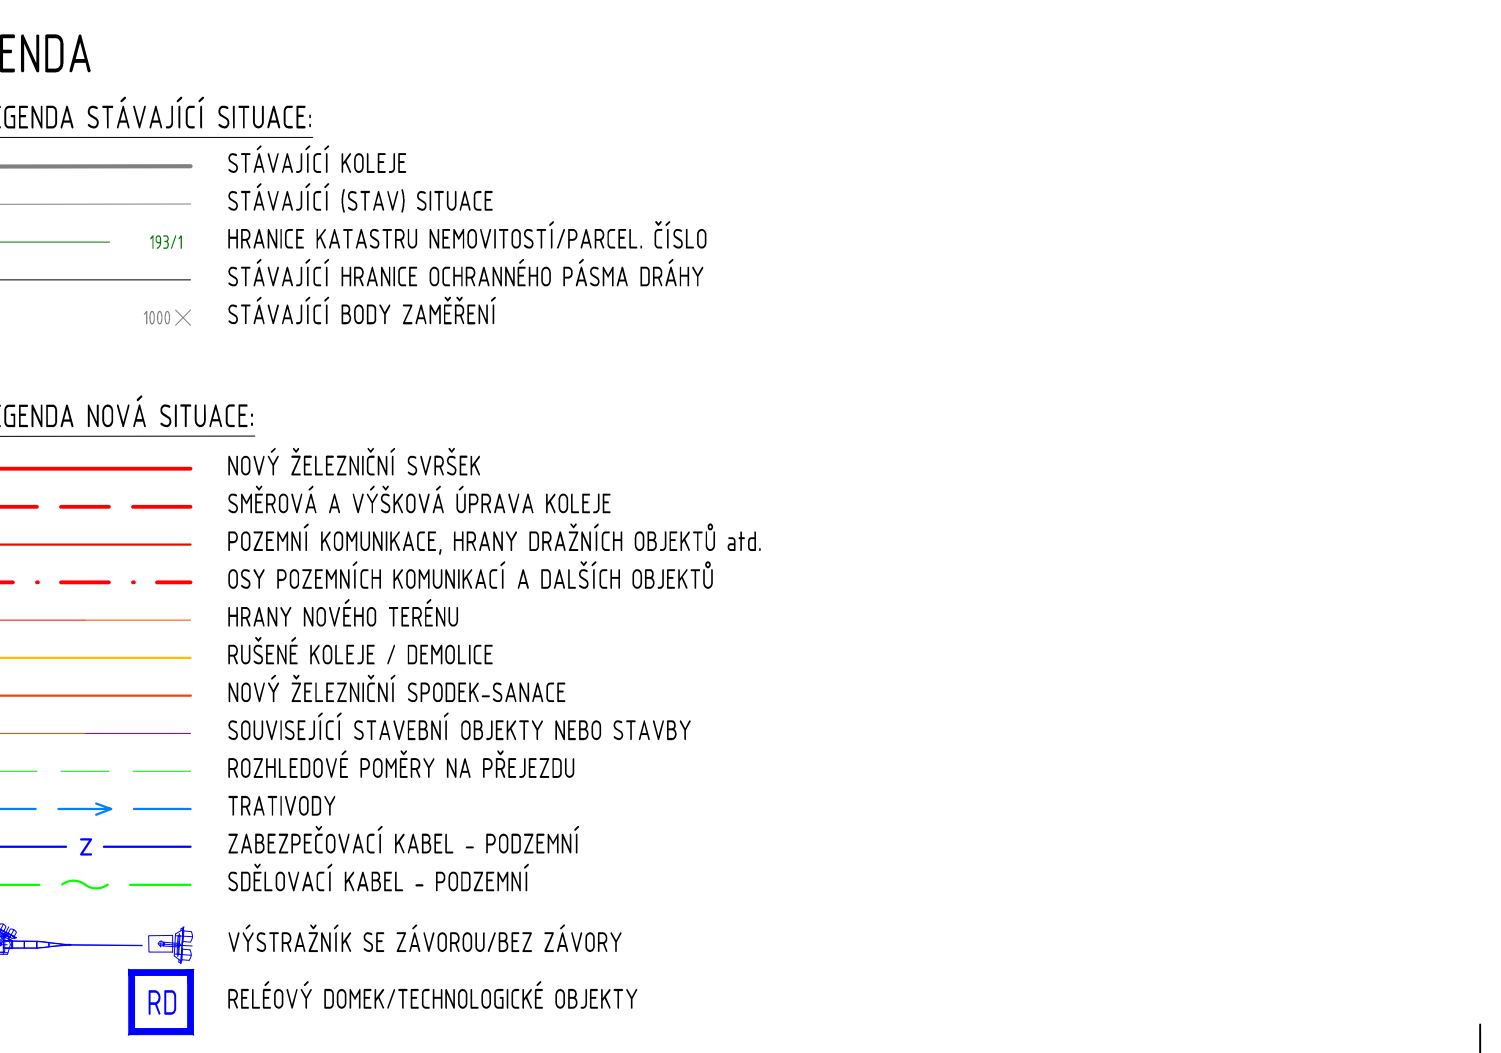 ENDA
EGENDA STÁVAJÍCÍ SITUACE:
STÁVAJÍCÍ KOLEJE
STÁVAJÍCÍ (STAV) SITUACE
193/1 HRANICE KATASTRU NEMOVITOSTÍ/PARCEL. ČÍSLO
STÁVAJÍCÍ HRANICE OCHRANNÉHO PÁSMA DRÁHY
1000 STÁVAJÍCÍ BODY ZAMĚŘENÍ
EGENDA NOVÁ SITUACE:
NOVÝ ŽELEZNIČNÍ SVRŠEK
SMĚROVÁ A VÝŠKOVÁ ÚPRAVA KOLEJE
POZEMNÍ KOMUNIKACE, HRANY DRAŽNÍCH OBJEKTŮ atd.
OSY POZEMNÍCH KOMUNIKACÍ A DALŠÍCH OBJEKTŮ
HRANY NOVÉHO TERÉNU
RUŠENÉ KOLEJE / DEMOLICE
NOVÝ ŽELEZNIČNÍ SPODEK-SANACE
SOUVISEJÍCÍ STAVEBNÍ OBJEKTY NEBO STAVBY
ROZHLEDOVÉ POMĚRY NA PŘEJEZDU
TRATIVODY
Z ZABEZPEČOVACÍ KABEL - PODZEMNÍ
SDĚLOVACÍ KABEL - PODZEMNÍ
VÝSTRAŽNÍK SE ZÁVOROU/BEZ ZÁVORY
RD RELÉOVÝ DOMEK/TECHNOLOGICKÉ OBJEKTY